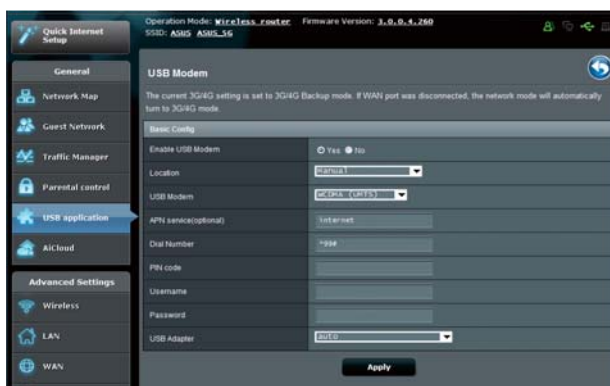 Quick Internet
Setup
Operation Mode: Wireless router Firmware Version: 3.0.0.4.260
SSID: ASUS ASUS_5G
General
Network Map
Guest Network
Traffic Manager
Parental control
USB application
AiCloud
Advanced Settings
Wireless
LAN
WAN
USB Modem
The current 3G/4G setting is set to 3G/4G Backup mode. If WAN port was disconnected, the network mode will automatically
turn to 3G/4G mode.
Basic Config
Enable USB Modem Yes No
Location Manual
USB Modem WCDMA (UMTS)
APN service(optional) internet
Dial Number *99#
PIN code
Username
Password
USB Adapter auto
Apply